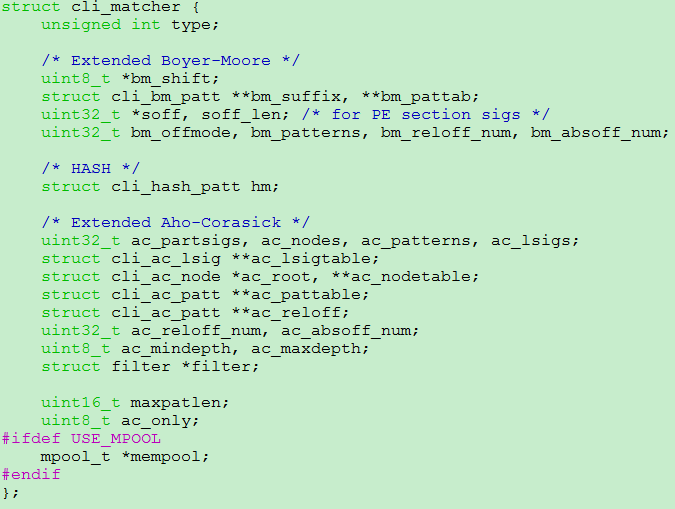 struct cli_matcher {
    unsigned int type;

    /* Extended Boyer-Moore */
    uint8_t *bm_shift;
    struct cli_bm_patt **bm_suffix, **bm_pattab;
    uint32_t *soff, soff_len; /* for PE section sigs */
    uint32_t bm_offmode, bm_patterns, bm_reloff_num, bm_absoff_num;

    /* HASH */
    struct cli_hash_patt hm;

    /* Extended Aho-Corasick */
    uint32_t ac_partsigs, ac_nodes, ac_patterns, ac_lsigs;
    struct cli_ac_lsig **ac_lsigtable;
    struct cli_ac_node *ac_root, **ac_nodetable;
    struct cli_ac_patt **ac_pattable;
    struct cli_ac_patt **ac_reloff;
    uint32_t ac_reloff_num, ac_absoff_num;
    uint8_t ac_mindepth, ac_maxdepth;
    struct filter *filter;

    uint16_t maxpatlen;
    uint8_t ac_only;
#ifdef USE_MPOOL
    mpool_t *mempool;
#endif
};